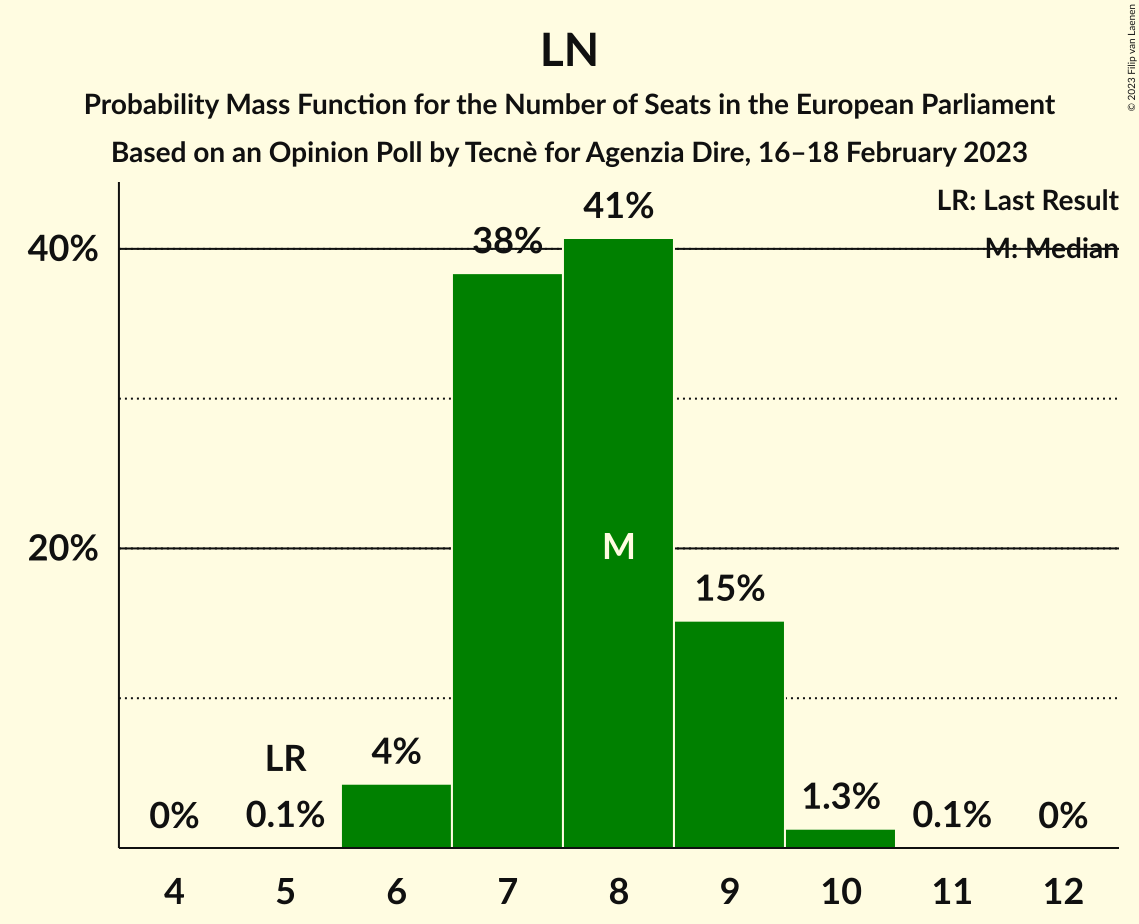 LN
Probability Mass Function for the Number of Seats in the European Parliament
Based on an Opinion Poll by Tecnè for Agenzia Dire, 16–18 February 2023
© 2023 Filip van Laenen
LR: Last Result
M: Median
40%
20%
0%
LR
0.1%
4%
38%
41%
M
15%
1.3%
0.1%
0%
4 5 6 7 8 9 10 11 12